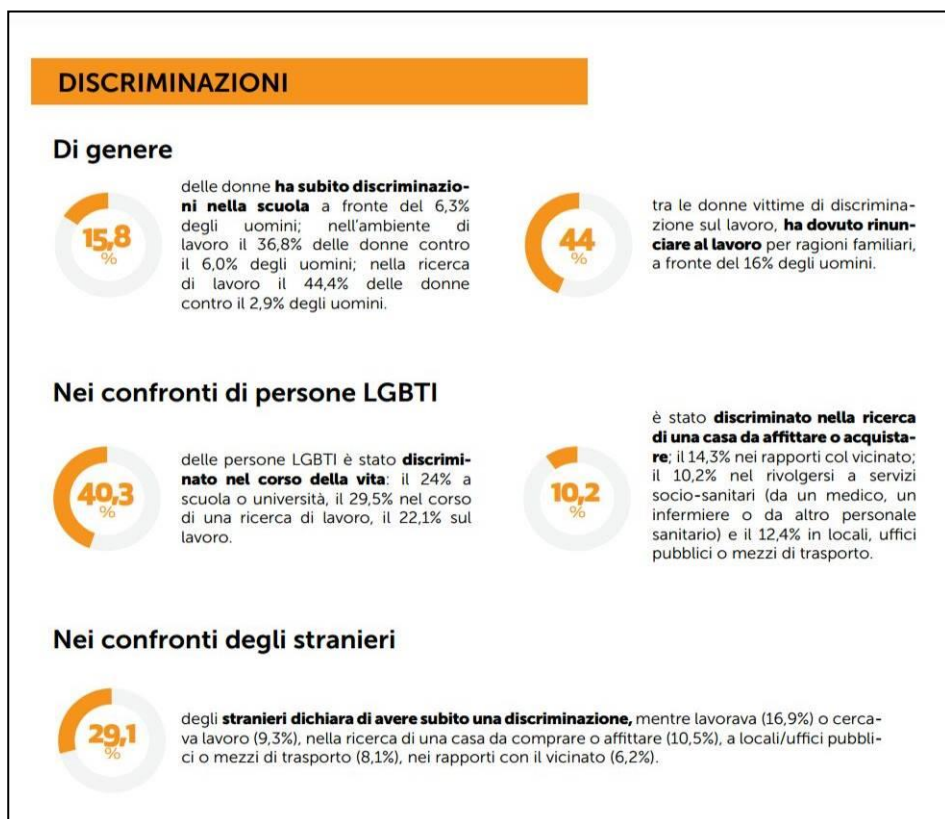 DISCRIMINAZIONI
Di genere
15,8
%
delle donne ha subito discriminazio-
ni nella scuola a fronte del 6,3%
degli uomini; nell'ambiente di
lavoro il 36,8% delle donne contro
il 6,0% degli uomini; nella ricerca
di lavoro il 44,4% delle donne
contro il 2,9% degli uomini.
44
%
tra le donne vittime di discrimina-
zione sul lavoro, ha dovuto rinun-
ciare al lavoro per ragioni familiari,
a fronte del 16% degli uomini.
Nei confronti di persone LGBTI
40,3
%
delle persone LGBTI è stato discrimi-
nato nel corso della vita: il 24% a
scuola o università, il 29,5% nel corso
di una ricerca di lavoro, il 22,1% sul
lavoro.
10,2
%
è stato discriminato nella ricerca
di una casa da affittare o acquista-
re; il 14,3% nei rapporti col vicinato;
il 10,2% nel rivolgersi a servizi
socio-sanitari (da un medico, un
infermiere o da altro personale
sanitario) e il 12,4% in locali, uffici
pubblici o mezzi di trasporto.
Nei confronti degli stranieri
29,1
%
degli stranieri dichiara di avere subito una discriminazione, mentre lavorava (16,9%) o cerca-
va lavoro (9,3%), nella ricerca di una casa da comprare o affittare (10,5%), a locali/uffici pubbli-
ci o mezzi di trasporto (8,1%), nei rapporti con il vicinato (6,2%).